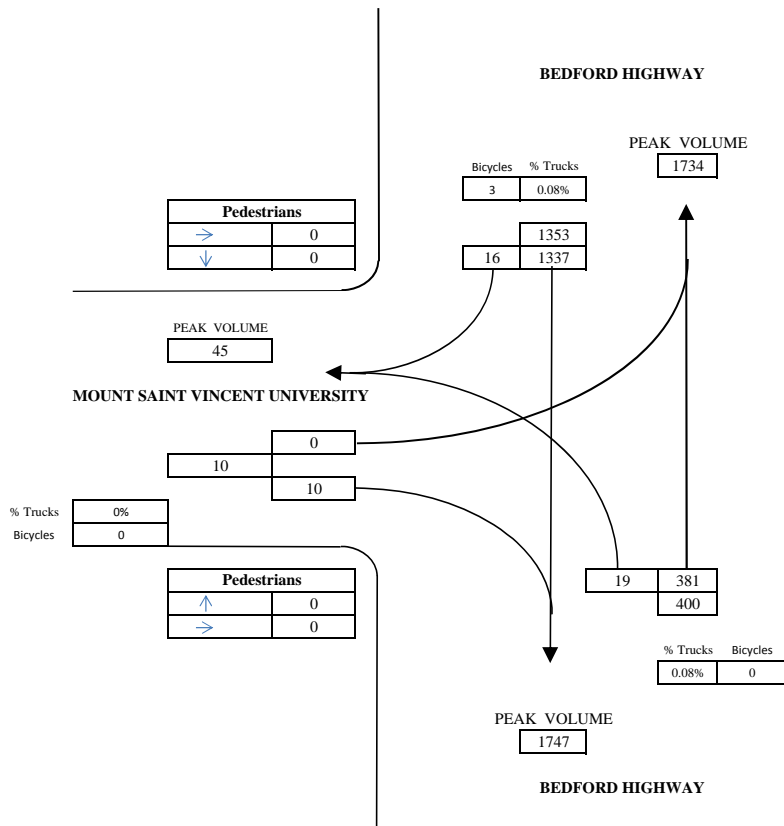 BEDFORD HIGHWAY
PEAK VOLUME
1734
Bicycles % Trucks
3 0.08%
Pedestrians
→ 0
↓ 0
1353
16 1337
PEAK VOLUME
45
MOUNT SAINT VINCENT UNIVERSITY
0
10
10
% Trucks 0%
Bicycles 0
Pedestrians
↑ 0
→ 0
19 381
400
% Trucks Bicycles
0.08% 0
PEAK VOLUME
1747
BEDFORD HIGHWAY